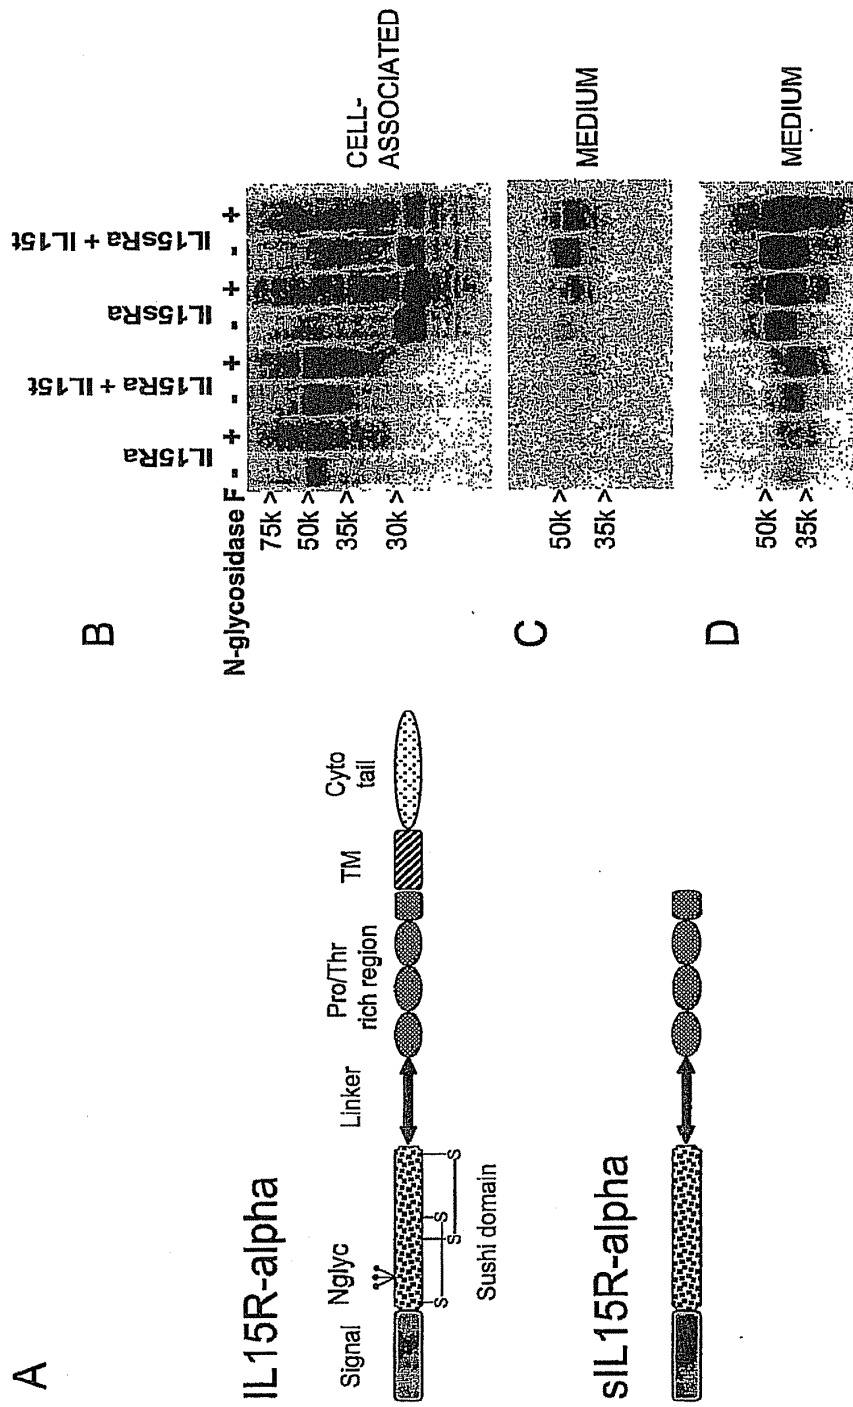 A
IL15R-alpha
Signal
Nglyc
Linker
Pro/Thr
rich region
TM
Cyto
tail
S
S
S
S
Sushi domain
sIL15R-alpha
B
IL15Ra
IL15Ra + IL15t
IL15sRa
IL15sRa + IL15t
N-glycosidase F - + - + - + - +
75k >
50k >
35k >
30k >
CELL-
ASSOCIATED
C
50k >
35k >
MEDIUM
D
50k >
35k >
MEDIUM